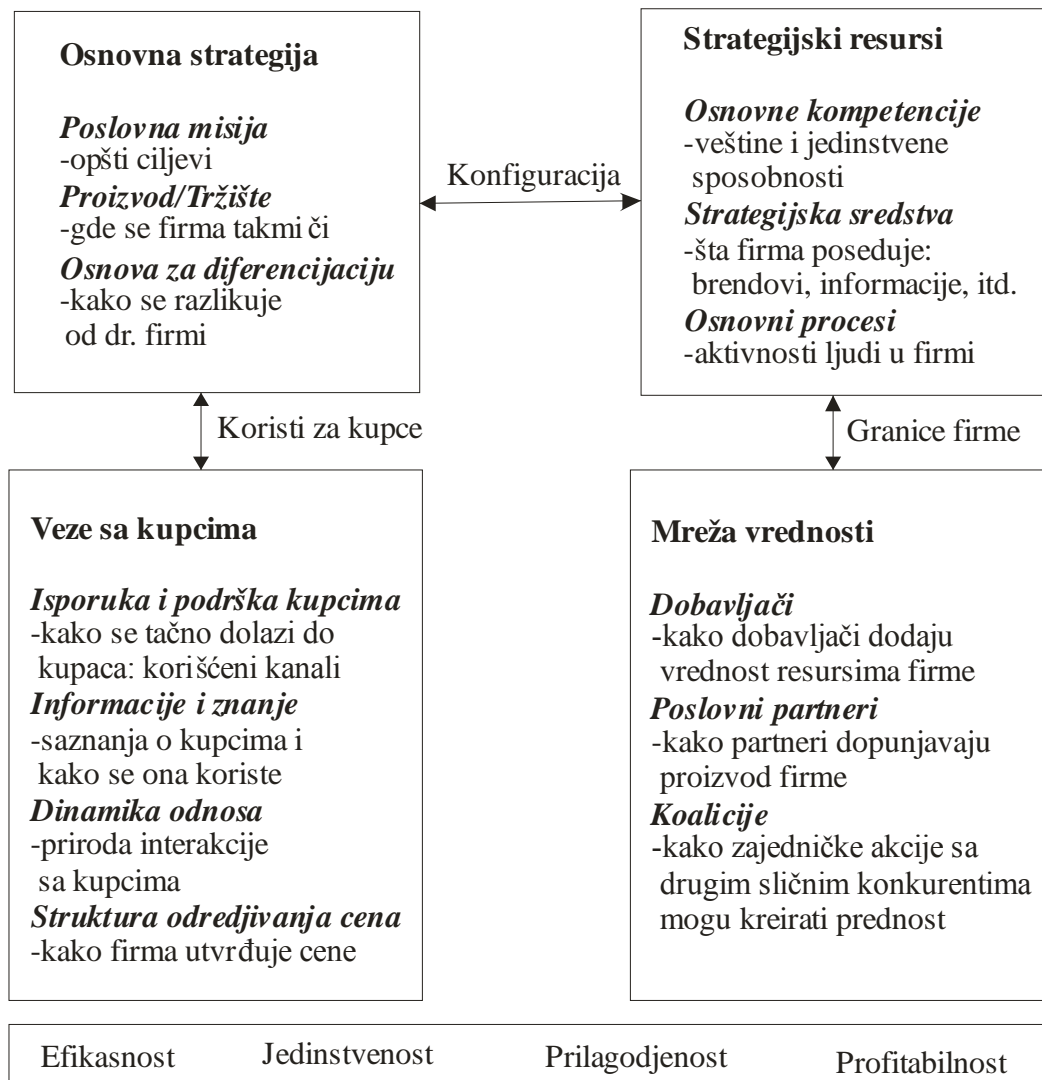 Osnovna strategija
Poslovna misija
-opšti ciljevi
Proizvod/Tržište
-gde se firma takmi či
Osnova za diferencijaciju
-kako se razlikuje
od dr. firmi
Konfiguracija
Strategijski resursi
Osnovne kompetencije
-veštine i jedinstvene
sposobnosti
Strategijska sredstva
-šta firma poseduje:
brendovi, informacije, itd.
Osnovni procesi
-aktivnosti ljudi u firmi
Koristi za kupce
Granice firme
Veze sa kupcima
Isporuka i podrška kupcima
-kako se tačno dolazi do
kupaca: korišćeni kanali
Informacije i znanje
-saznanja o kupcima i
kako se ona koriste
Dinamika odnosa
-priroda interakcije
sa kupcima
Struktura odredjivanja cena
-kako firma utvrđuje cene
Mreža vrednosti
Dobavljači
-kako dobavljači dodaju
vrednost resursima firme
Poslovni partneri
-kako partneri dopunjavaju
proizvod firme
Koalicije
-kako zajedničke akcije sa
drugim sličnim konkurentima
mogu kreirati prednost
Efikasnost Jedinstvenost Prilagodjenost Profitabilnost